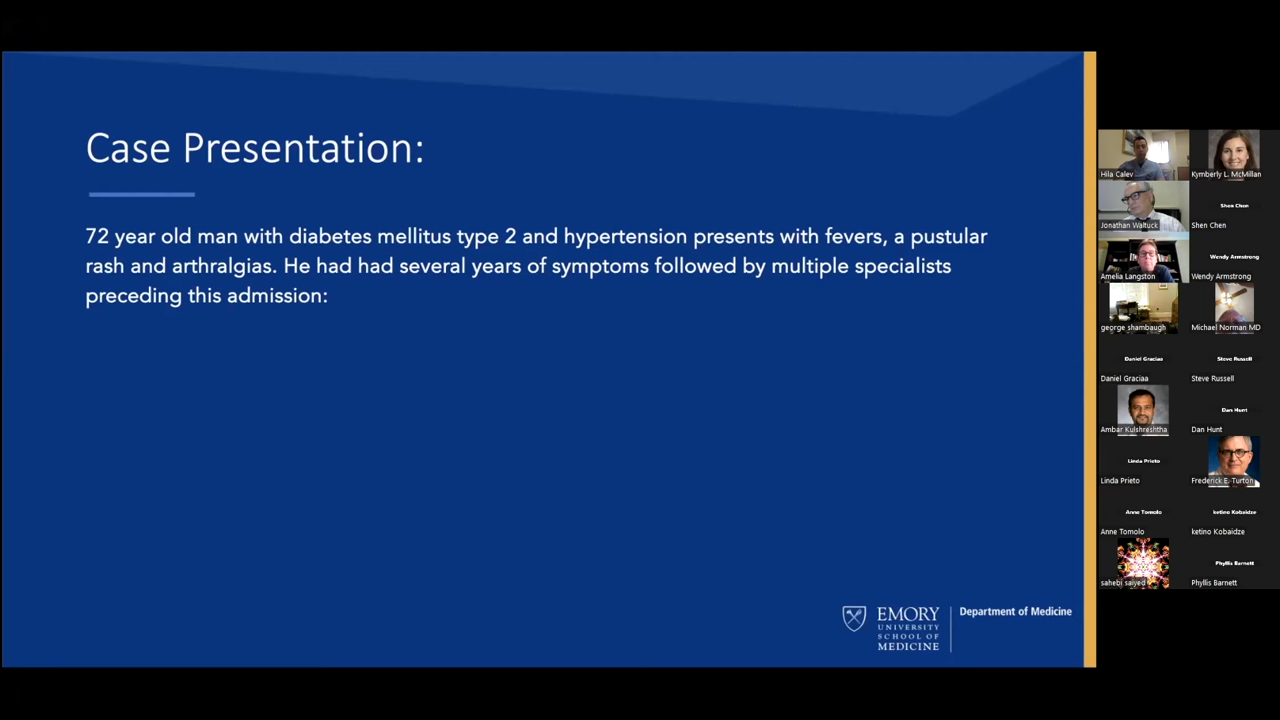 Case Presentation:
72 year old man with diabetes mellitus type 2 and hypertension presents with fevers, a pustular
rash and arthralgias. He had had several years of symptoms followed by multiple specialists
preceding this admission:
EMORY
UNIVERSITY
SCHOOL OF
MEDICINE
Department of Medicine
Hila Calev
Kymberly L. McMillan
Jonathan Waltuck
Shen Chen
Shen Chen
Amelia Langston
Wendy Armstrong
Wendy Armstrong
george shambaugh
Michael Norman MD
Daniel Graciaa
Daniel Graciaa
Steve Russell
Steve Russell
Ambar Kulshreshtha
Dan Hunt
Dan Hunt
Linda Prieto
Linda Prieto
Frederick E. Turton
Anne Tomolo
Anne Tomolo
ketino Kobaidze
ketino Kobaidze
sahebi saiyed
Phyllis Barnett
Phyllis Barnett